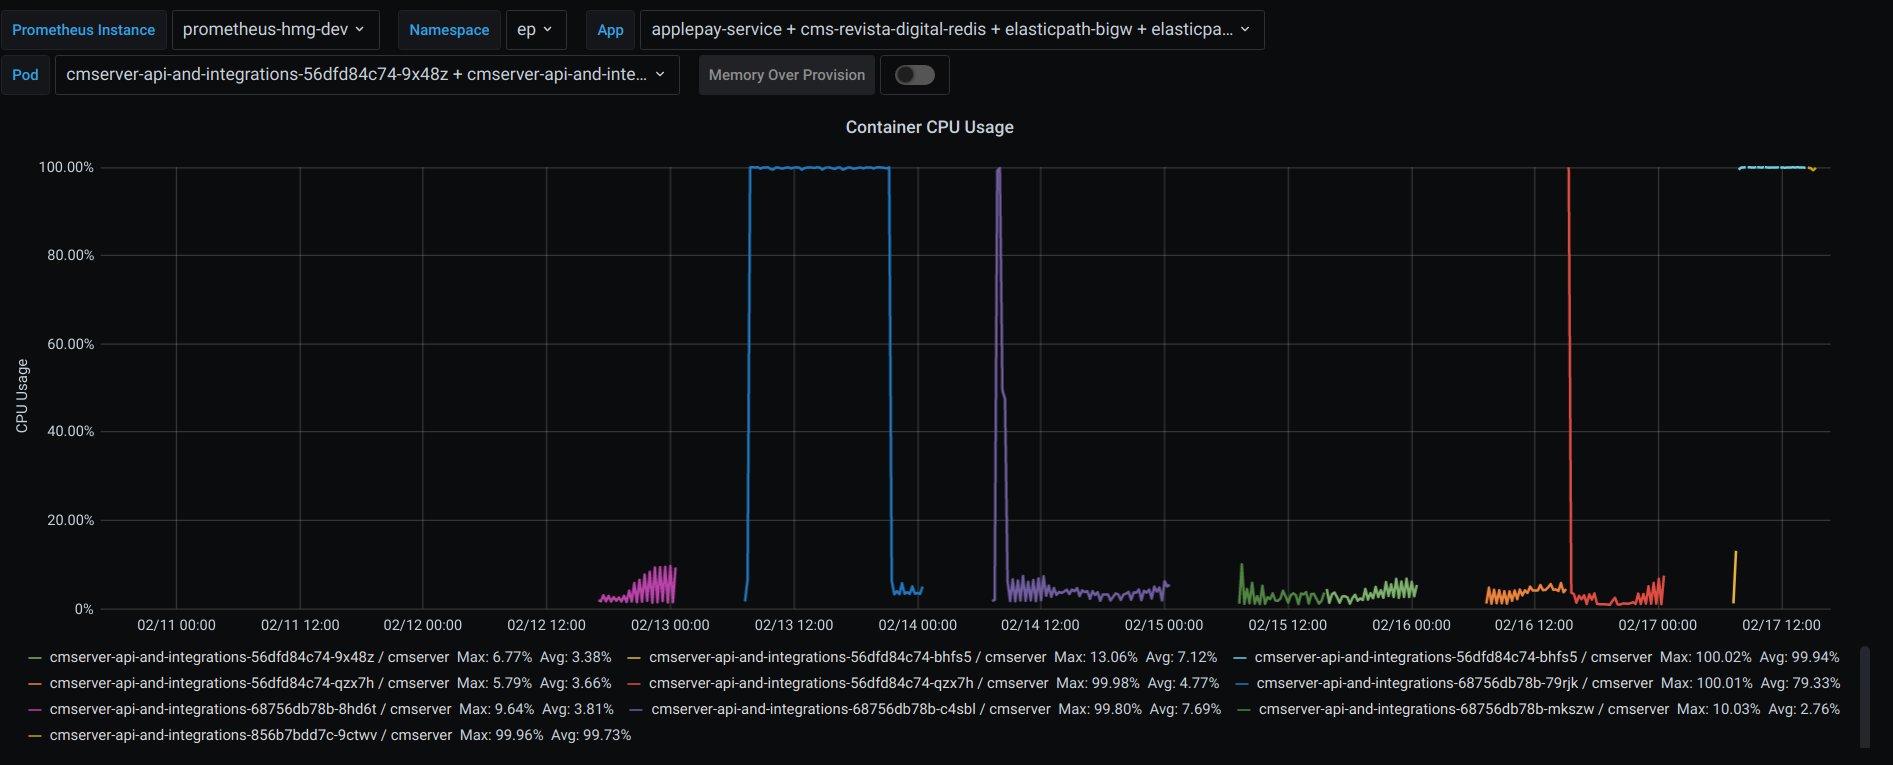 Prometheus Instance prometheus-hmg-dev Namespace ep App applepay-service + cms-revista-digital-redis + elasticpath-bigw + elasticpa...
Pod cmserver-api-and-integrations-56dfd84c74-9x48z + cmserver-api-and-inte... Memory Over Provision
Container CPU Usage
100.00%
80.00%
60.00%
40.00%
20.00%
0%
CPU Usage
02/11 00:00 02/11 12:00 02/12 00:00 02/12 12:00 02/13 00:00 02/13 12:00 02/14 00:00 02/14 12:00 02/15 00:00 02/15 12:00 02/16 00:00 02/16 12:00 02/17 00:00 02/17 12:00
cmserver-api-and-integrations-56dfd84c74-9x48z / cmserver Max: 6.77% Avg: 3.38% cmserver-api-and-integrations-56dfd84c74-bhfs5 / cmserver Max: 13.06% Avg: 7.12% cmserver-api-and-integrations-56dfd84c74-bhfs5 / cmserver Max: 100.02% Avg: 99.94%
cmserver-api-and-integrations-56dfd84c74-qzx7h / cmserver Max: 5.79% Avg: 3.66% cmserver-api-and-integrations-56dfd84c74-qzx7h / cmserver Max: 99.98% Avg: 4.77% cmserver-api-and-integrations-68756db78b-79rjk / cmserver Max: 100.01% Avg: 79.33%
cmserver-api-and-integrations-68756db78b-8hd6t / cmserver Max: 9.64% Avg: 3.81% cmserver-api-and-integrations-68756db78b-c4sbl / cmserver Max: 99.80% Avg: 7.69% cmserver-api-and-integrations-68756db78b-mkszw / cmserver Max: 10.03% Avg: 2.76%
cmserver-api-and-integrations-856b7bdd7c-9ctwv / cmserver Max: 99.96% Avg: 99.73%